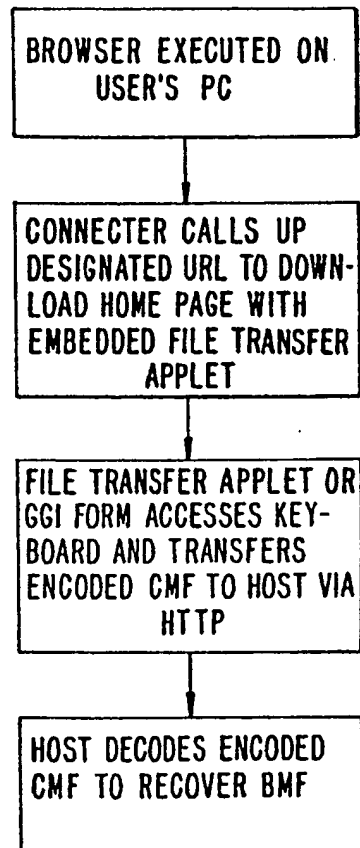 BROWSER EXECUTED ON
USER'S PC
CONNECTER CALLS UP
DESIGNATED URL TO DOWN-
LOAD HOME PAGE WITH
EMBEDDED FILE TRANSFER
APPLET
FILE TRANSFER APPLET OR
GGI FORM ACCESSES KEY-
BOARD AND TRANSFERS
ENCODED CMF TO HOST VIA
HTTP
HOST DECODES ENCODED
CMF TO RECOVER BMF